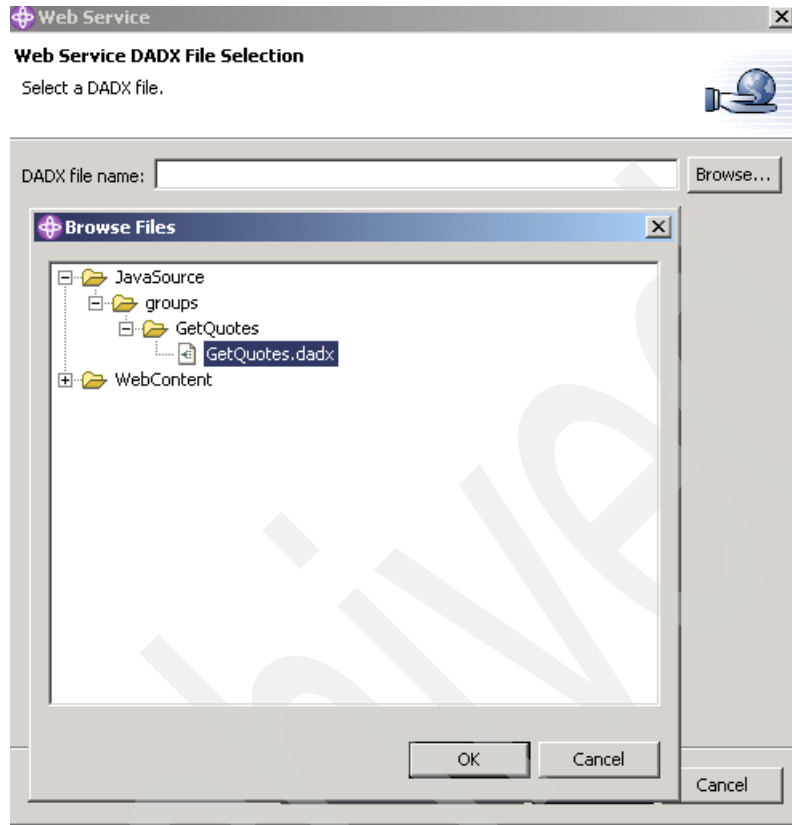 Web Service
Web Service DADX File Selection
Select a DADX file.
DADX file name:
Browse...
Browse Files
JavaSource
groups
GetQuotes
GetQuotes.dadx
WebContent
OK
Cancel
Cancel